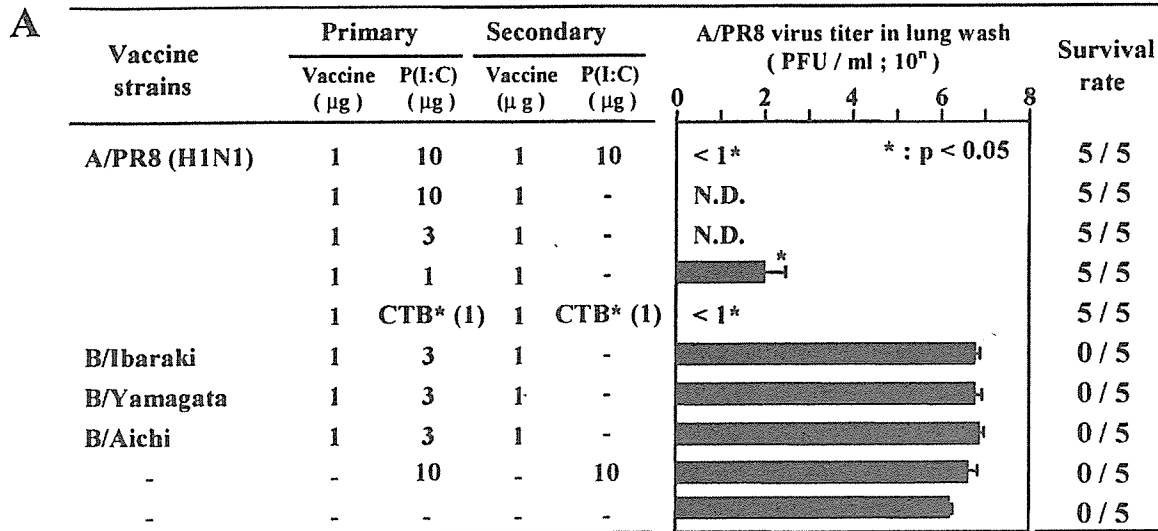 A
Vaccine strains Primary Secondary A/PR8 virus titer in lung wash ( PFU / ml ; 10ⁿ ) Survival rate
Vaccine ( μg ) P(I:C) ( μg ) Vaccine (μ g ) P(I:C) ( μg )
0 2 4 6 8
A/PR8 (H1N1) 1 10 1 10 < 1* * : p < 0.05 5 / 5
1 10 1 - N.D. 5 / 5
1 3 1 - N.D. 5 / 5
1 1 1 - * 5 / 5
1 CTB* (1) 1 CTB* (1) < 1* 5 / 5
B/Ibaraki 1 3 1 - 0 / 5
B/Yamagata 1 3 1 - 0 / 5
B/Aichi 1 3 1 - 0 / 5
- - 10 - 10 0 / 5
- - - - - 0 / 5